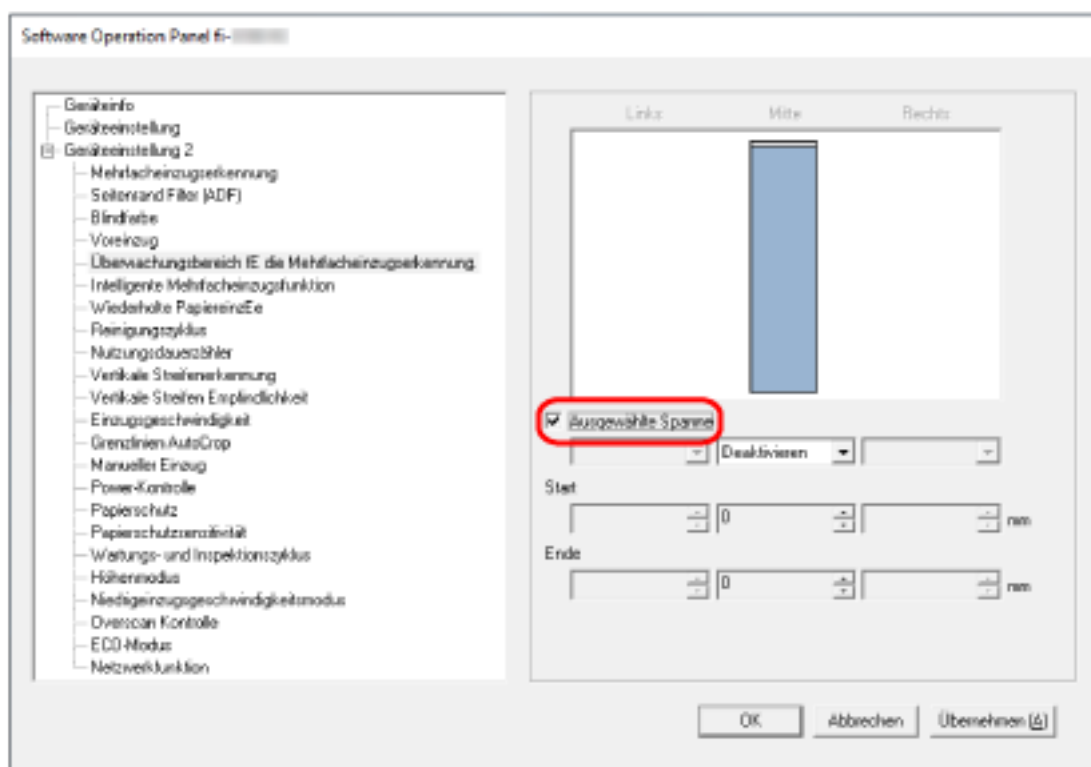 Software Operation Panel fi-
Geräteinfo
Geräteeinstellung
Geräteeinstellung 2
Mehrfacheinzugserkennung
Seitenrand Filter (ADF)
Blindfarbe
Voreinzug
Überwachungsbereich fE die Mehrfacheinzugserkennung.
Intelligente Mehrfacheinzugsfunktion
Wiederholte PapiereinzEe
Reinigungszyklus
Nutzungsdauerzähler
Vertikale Streifenerkennung
Vertikale Streifen Empfindlichkeit
Einzugsgeschwindigkeit
Grenzlinien AutoCrop
Manueller Einzug
Power-Kontrolle
Papierschutz
Papierschutzsensitivität
Wartungs- und Inspektionszyklus
Höhenmodus
Niedrigeinzugsgeschwindigkeitsmodus
Overscan Kontrolle
ECO-Modus
Netzwerkfunktion
Links Mitte Rechts
Ausgewählte Spanne
Deaktivieren
Start
0 mm
Ende
0 mm
OK Abbrechen Übernehmen (A)